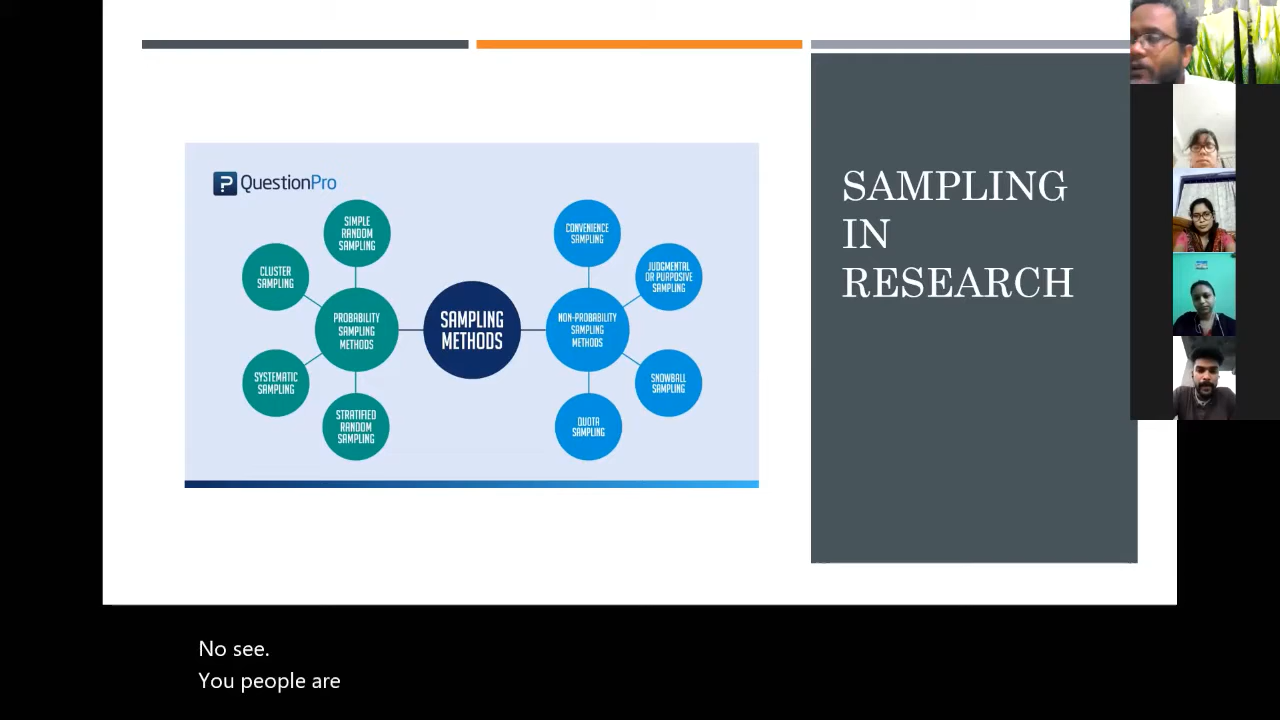 QuestionPro
SIMPLE
RANDOM
SAMPLING
CLUSTER
SAMPLING
PROBABILITY
SAMPLING
METHODS
SYSTEMATIC
SAMPLING
STRATIFIED
RANDOM
SAMPLING
SAMPLING
METHODS
CONVENIENCE
SAMPLING
JUDGMENTAL
OR PURPOSIVE
SAMPLING
NON-PROBABILITY
SAMPLING
METHODS
SNOWBALL
SAMPLING
QUOTA
SAMPLING
SAMPLING
IN
RESEARCH
No see.
You people are